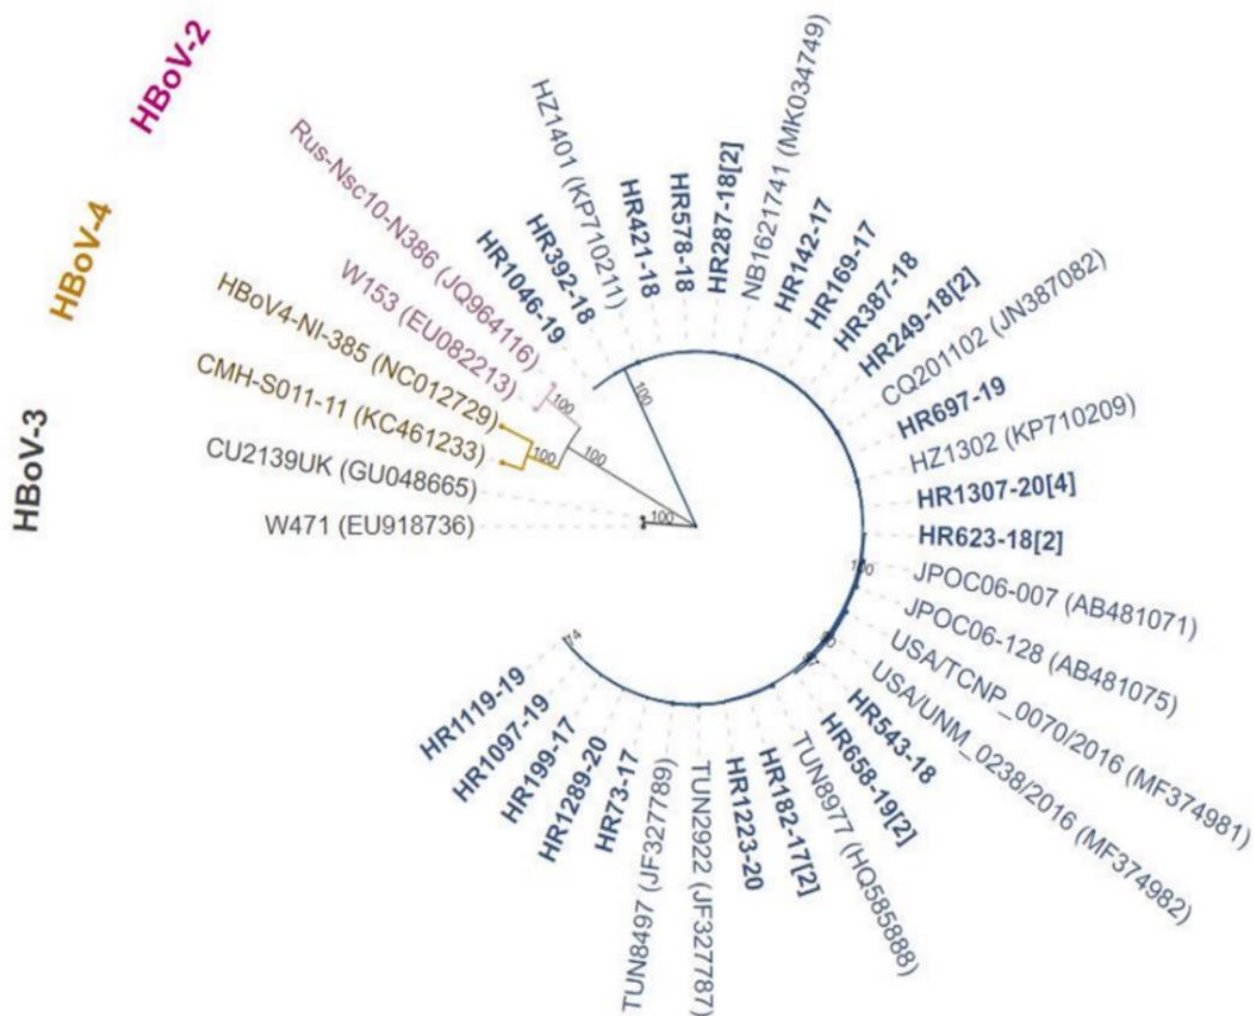 HBoV-2
HBoV-4
HBoV-3
W471 (EU918736)
CU2139UK (GU048665)
CMH-S011-11 (KC461233)
HBoV4-NI-385 (NC012729)
W153 (EU082213)
Rus-Nsc10-N386 (JQ964116)
HR1046-19
HR392-18
HZ1401 (KP710211)
HR421-18
HR578-18
HR287-18[2]
NB1621741 (MK034749)
HR142-17
HR169-17
HR387-18
HR249-18[2]
CQ201102 (JN387082)
HR697-19
HZ1302 (KP710209)
HR1307-20[4]
HR623-18[2]
JPOC06-007 (AB481071)
JPOC06-128 (AB481075)
USA/TCNP_0070/2016 (MF374981)
USA/UNM_0238/2016 (MF374982)
HR543-18
HR658-19[2]
TUN8977 (HQ585888)
HR182-17[2]
HR1223-20
TUN2922 (JF327787)
TUN8497 (JF327789)
HR73-17
HR1289-20
HR199-17
HR1097-19
HR1119-19
100
100
100
100
100
100
74